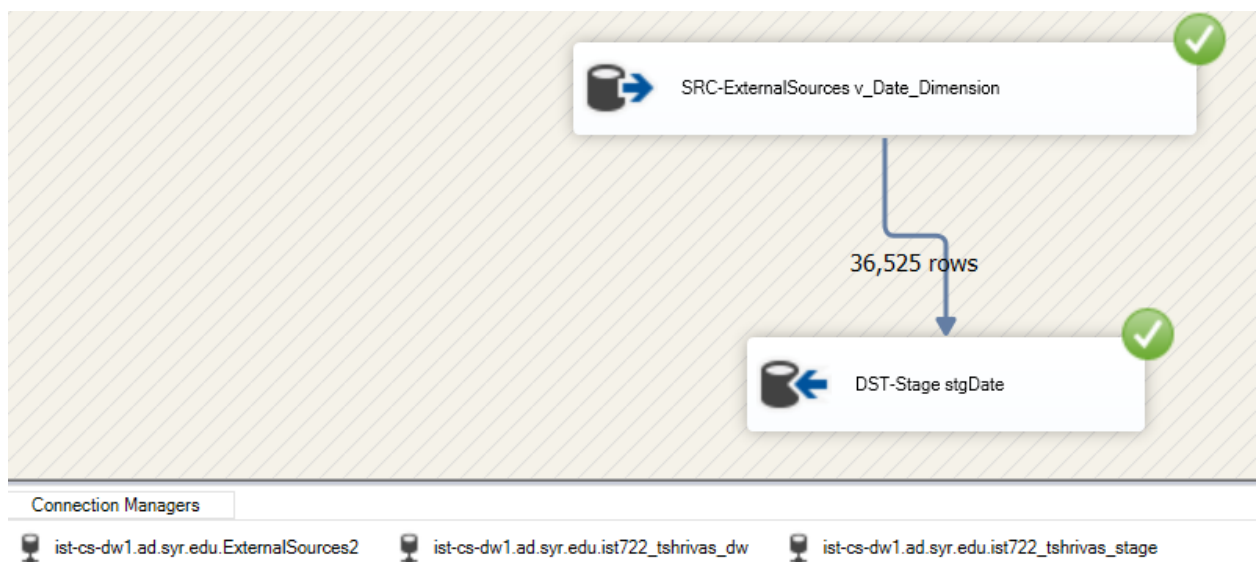 SRC-ExternalSources v_Date_Dimension
36,525 rows
DST-Stage stgDate
Connection Managers
ist-cs-dw1.ad.syr.edu.ExternalSources2 ist-cs-dw1.ad.syr.edu.ist722_tshrivas_dw ist-cs-dw1.ad.syr.edu.ist722_tshrivas_stage